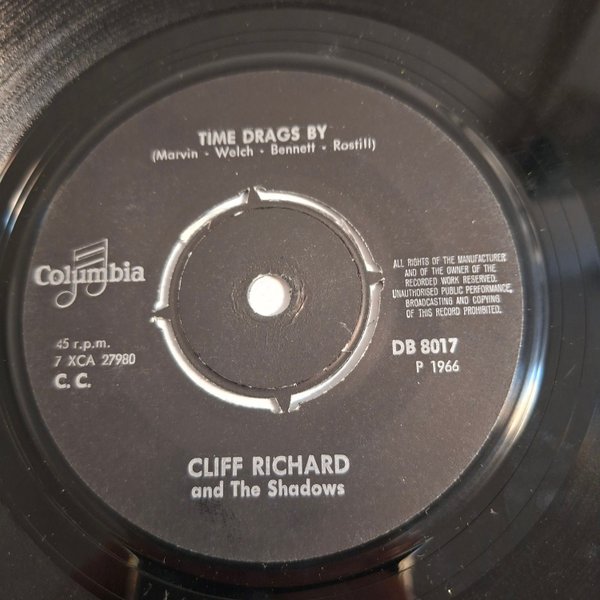 TIME DRAGS BY
(Marvin - Welch - Bennett - Rostill)
Columbia
ALL RIGHTS OF THE MANUFACTURER
AND OF THE OWNER OF THE
RECORDED WORK RESERVED.
UNAUTHORISED PUBLIC PERFORMANCE,
BROADCASTING AND COPYING
OF THIS RECORD PROHIBITED.
45 r.p.m.
7 XCA 27980
C. C.
DB 8017
P 1966
CLIFF RICHARD
and The Shadows